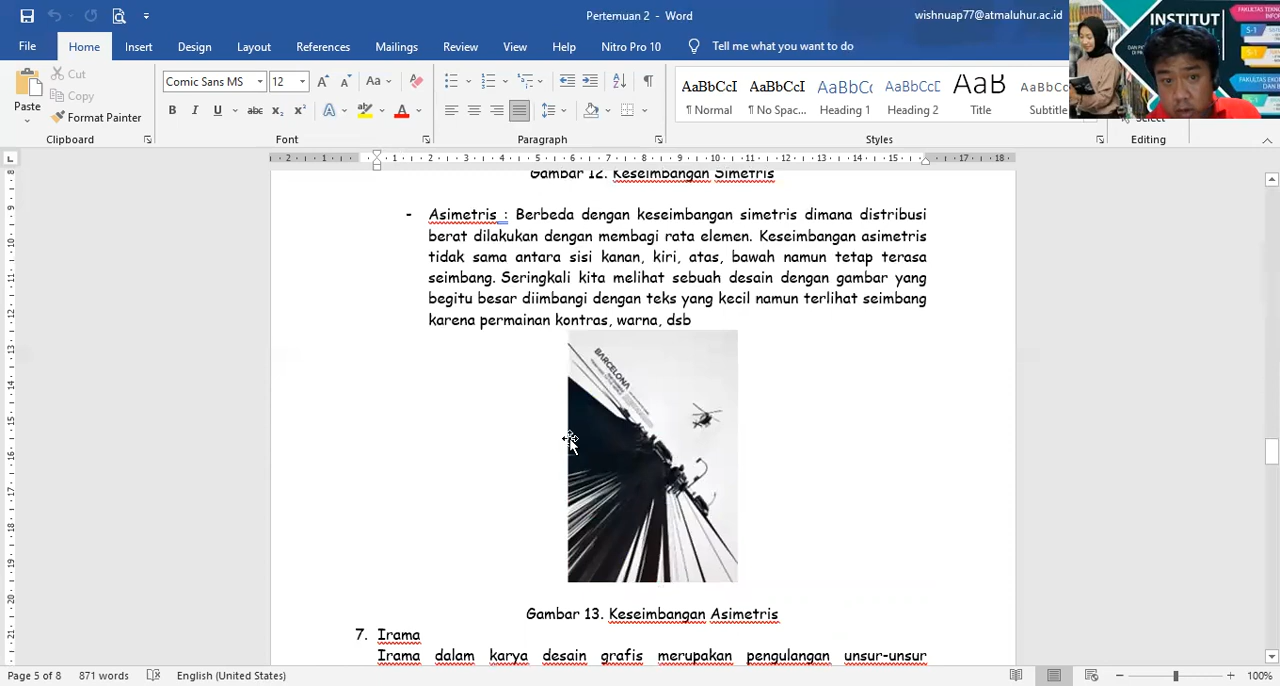 Pertemuan 2 - Word
wishnuap77@atmaluhur.ac.id
File Home Insert Design Layout References Mailings Review View Help Nitro Pro 10 Tell me what you want to do
INSTITUT
Paste
Cut
Copy
Format Painter
Comic Sans MS 12
AaBbCcI AaBbCcI AaBbCc AaBbCcD AaB AaBbCc
¶ Normal ¶ No Spac... Heading 1 Heading 2 Title Subtitle
Select
Clipboard Font Paragraph Styles Editing
Gambar 12. Keseimbangan Simetris
- Asimetris : Berbeda dengan keseimbangan simetris dimana distribusi
berat dilakukan dengan membagi rata elemen. Keseimbangan asimetris
tidak sama antara sisi kanan, kiri, atas, bawah namun tetap terasa
seimbang. Seringkali kita melihat sebuah desain dengan gambar yang
begitu besar diimbangi dengan teks yang kecil namun terlihat seimbang
karena permainan kontras, warna, dsb
BARCELONA
Gambar 13. Keseimbangan Asimetris
7. Irama
Irama dalam karya desain grafis merupakan pengulangan unsur-unsur
Page 5 of 8 871 words English (United States) 100%